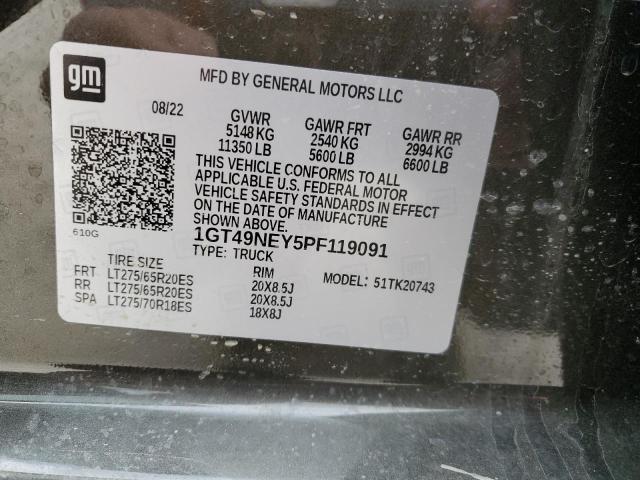 gm
MFD BY GENERAL MOTORS LLC
08/22 GVWR GAWR FRT GAWR RR
5148 KG 2540 KG 2994 KG
11350 LB 5600 LB 6600 LB
THIS VEHICLE CONFORMS TO ALL
APPLICABLE U.S. FEDERAL MOTOR
VEHICLE SAFETY STANDARDS IN EFFECT
ON THE DATE OF MANUFACTURE
SHOWN ABOVE.
610G
1GT49NEY5PF119091
TYPE: TRUCK
TIRE SIZE RIM MODEL: 51TK20743
FRT LT275/65R20ES 20X8.5J
RR LT275/65R20ES 20X8.5J
SPA LT275/70R18ES 18X8J